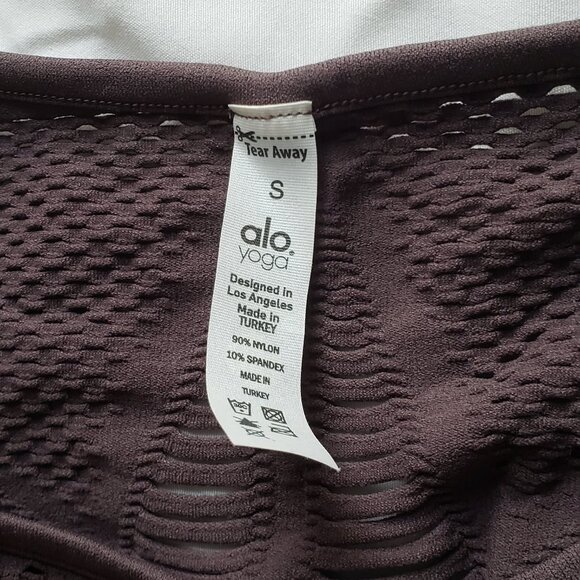 Tear Away
S
alo
yoga®
Designed in
Los Angeles
Made in
TURKEY
90% NYLON
10% SPANDEX
MADE IN
TURKEY